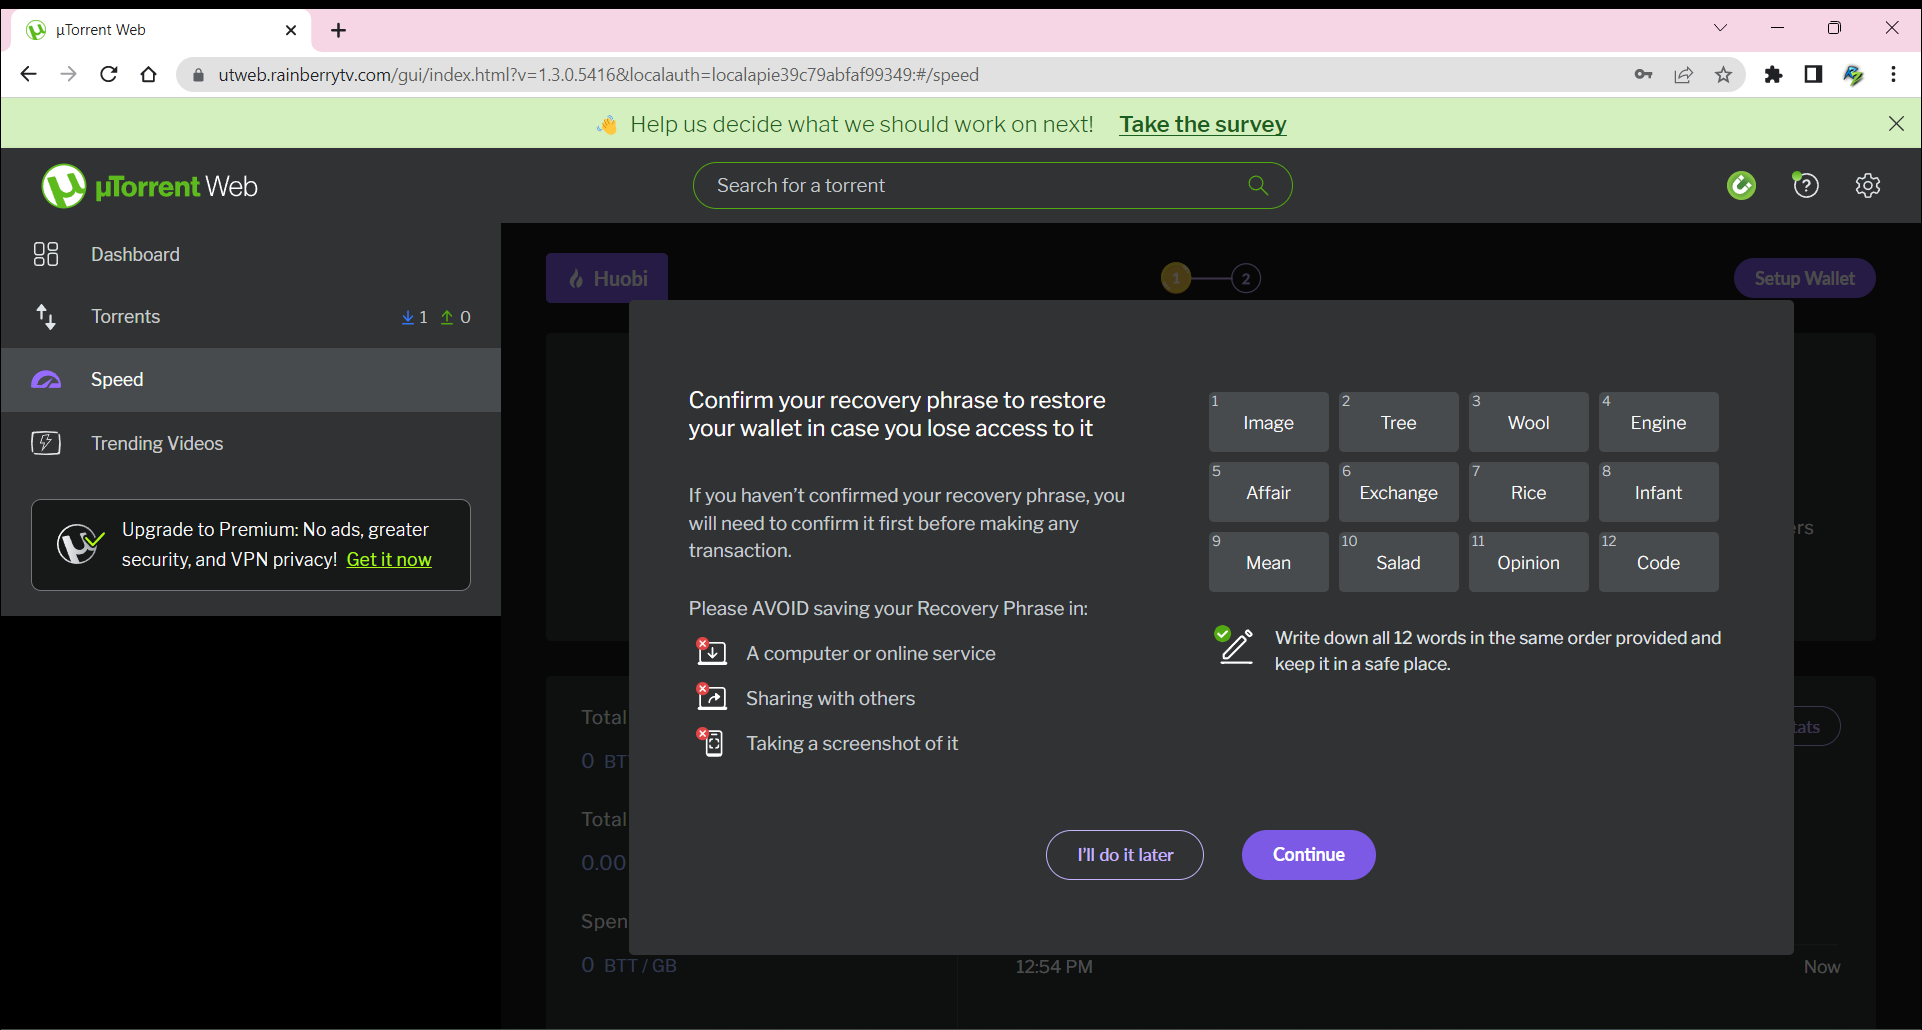 µTorrent Web
utweb.rainberrytv.com/gui/index.html?v=1.3.0.5416&localauth=localapie39c79abfaf99349:#/speed
👋 Help us decide what we should work on next! Take the survey
µTorrent Web
Search for a torrent
Dashboard
Torrents 1 0
Speed
Trending Videos
Upgrade to Premium: No ads, greater
security, and VPN privacy! Get it now
Huobi
1 2
Setup Wallet
Confirm your recovery phrase to restore
your wallet in case you lose access to it
If you haven't confirmed your recovery phrase, you
will need to confirm it first before making any
transaction.
Please AVOID saving your Recovery Phrase in:
A computer or online service
Sharing with others
Taking a screenshot of it
1 Image 2 Tree 3 Wool 4 Engine
5 Affair 6 Exchange 7 Rice 8 Infant
9 Mean 10 Salad 11 Opinion 12 Code
Write down all 12 words in the same order provided and
keep it in a safe place.
I'll do it later Continue
Total
0 BT
Total
0.00
Spen
0 BTT / GB
12:54 PM Now